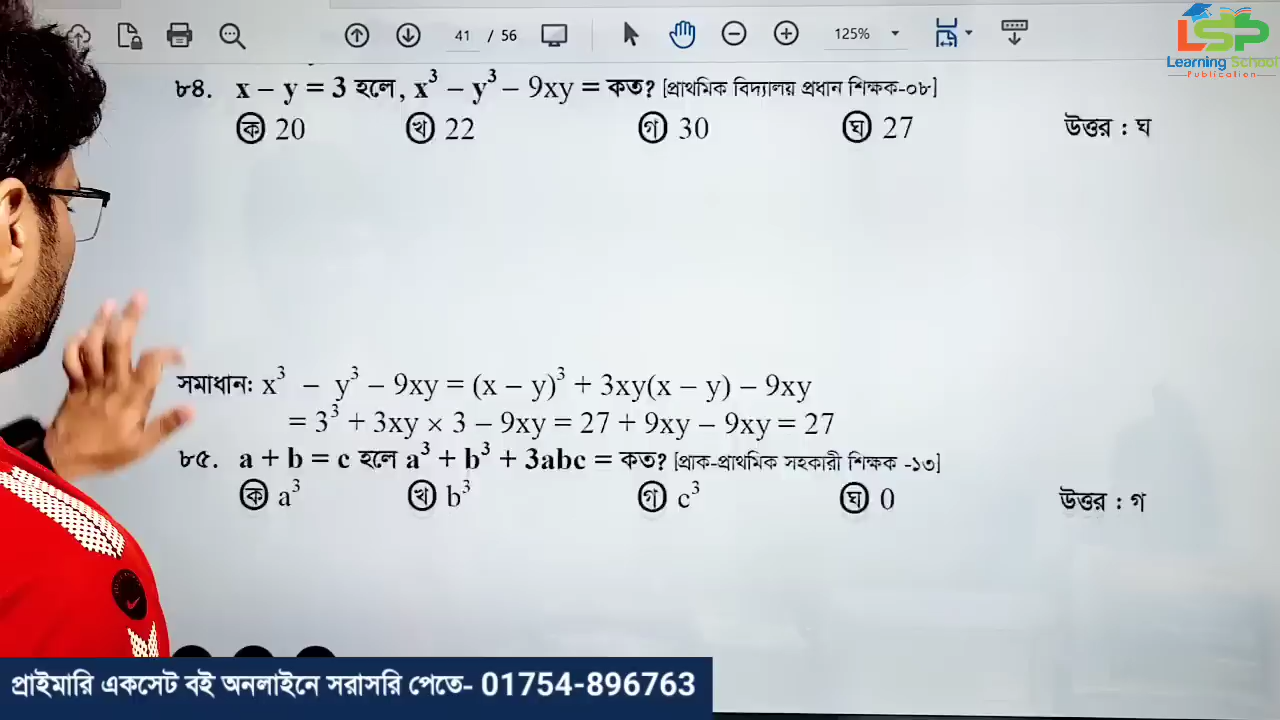 41 / 56
125%
LSP
Learning School
Publication
৮৪. x – y = 3 হলে, x³ – y³ – 9xy = কত? [প্রাথমিক বিদ্যালয় প্রধান শিক্ষক-০৮]
ক 20 খ 22 গ 30 ঘ 27 উত্তর : ঘ
সমাধান: x³ – y³ – 9xy = (x – y)³ + 3xy(x – y) – 9xy
= 3³ + 3xy × 3 – 9xy = 27 + 9xy – 9xy = 27
৮৫. a + b = c হলে a³ + b³ + 3abc = কত? [প্রাক-প্রাথমিক সহকারী শিক্ষক -১৩]
ক a³ খ b³ গ c³ ঘ 0 উত্তর : গ
প্রাইমারি একসেট বই অনলাইনে সরাসরি পেতে- 01754-896763